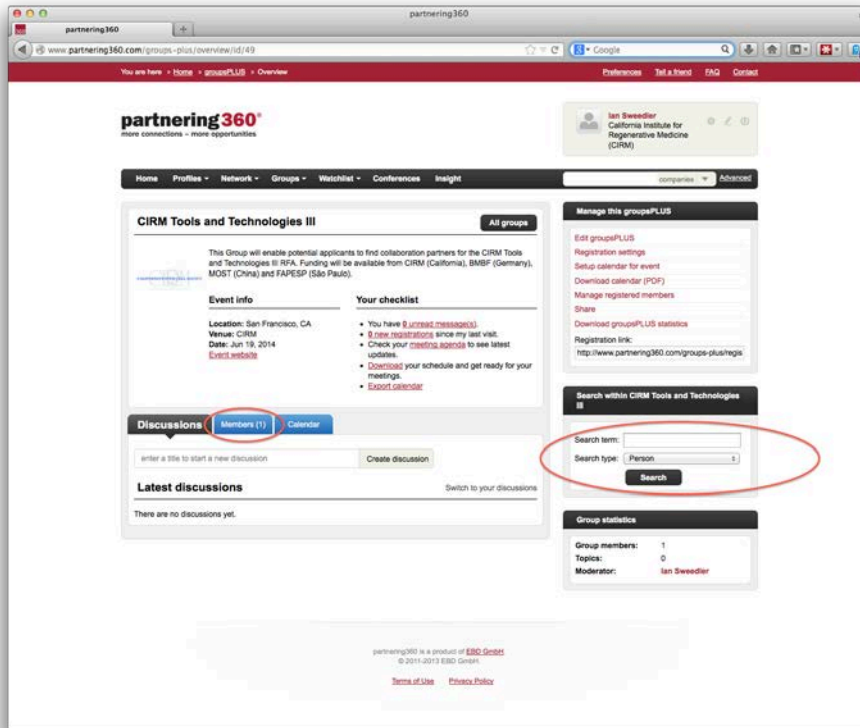 partnering360
partnering360
www.partnering360.com/groups-plus/overview/id/49
Google
You are here » Home » groupsPLUS » Overview
Preferences Tell a friend FAQ Contact
partnering360®
more connections – more opportunities
Ian Sweedler
California Institute for
Regenerative Medicine
(CIRM)
Home Profiles Network Groups Watchlist Conferences Insight
companies Advanced
CIRM Tools and Technologies III
All groups
This Group will enable potential applicants to find collaboration partners for the CIRM Tools
and Technologies III RFA. Funding will be available from CIRM (California), BMBF (Germany),
MOST (China) and FAPESP (São Paulo).
Event info
Location: San Francisco, CA
Venue: CIRM
Date: Jun 19, 2014
Event website
Your checklist
• You have 0 unread message(s).
• 0 new registrations since my last visit.
• Check your meeting agenda to see latest
updates.
• Download your schedule and get ready for your
meetings.
• Export calendar
Discussions Members (1) Calendar
enter a title to start a new discussion Create discussion
Latest discussions Switch to your discussions
There are no discussions yet.
Manage this groupsPLUS
Edit groupsPLUS
Registration settings
Setup calendar for event
Download calendar (PDF)
Manage registered members
Share
Download groupsPLUS statistics
Registration link:
http://www.partnering360.com/groups-plus/regis
Search within CIRM Tools and Technologies
III
Search term:
Search type: Person
Search
Group statistics
Group members: 1
Topics: 0
Moderator: Ian Sweedler
partnering360 is a product of EBD GmbH
© 2011-2013 EBD GmbH.
Terms of Use Privacy Policy